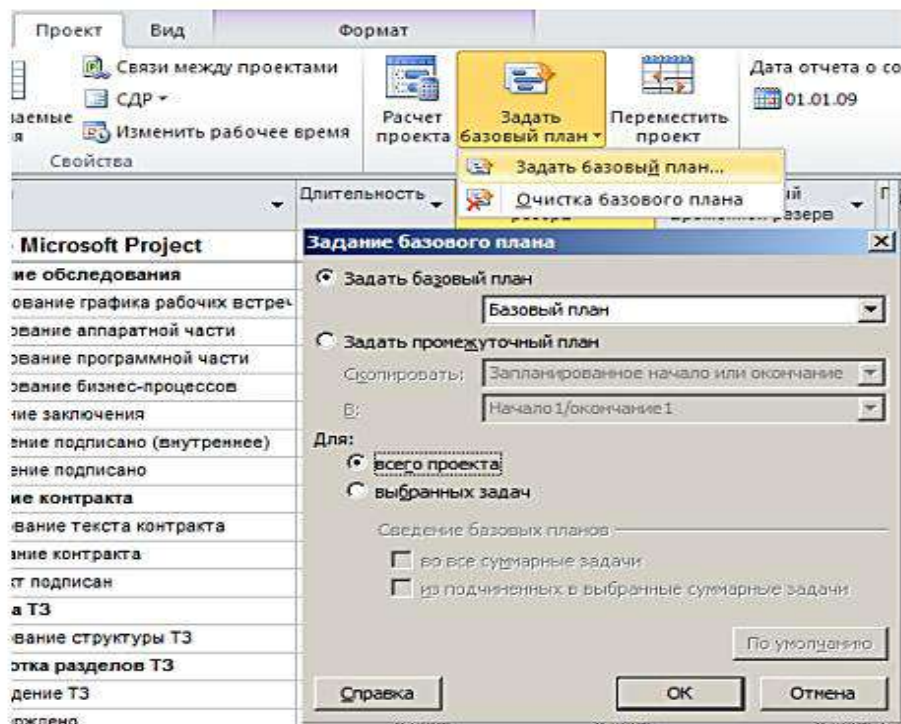 Проект Вид Формат
Связи между проектами
СДР
Изменить рабочее время
Свойства
Расчет проекта
Задать базовый план
Переместить проект
Дата отчета о со
01.01.09
Задать базовый план...
Очистка базового плана
Длительность
резерв
Microsoft Project
ие обследования
ование графика рабочих встреч
ование аппаратной части
ование программной части
ование бизнес-процессов
ние заключения
ение подписано (внутреннее)
ение подписано
ие контракта
вание текста контракта
ание контракта
кт подписан
а ТЗ
вание структуры ТЗ
отка разделов ТЗ
дение ТЗ
Задание базового плана
Задать базовый план
Базовый план
Задать промежуточный план
Скопировать: Запланированное начало или окончание
В: Начало1/окончание1
Для:
всего проекта
выбранных задач
Сведение базовых планов
во все суммарные задачи
из подчиненных в выбранные суммарные задачи
По умолчанию
Справка ОК Отмена